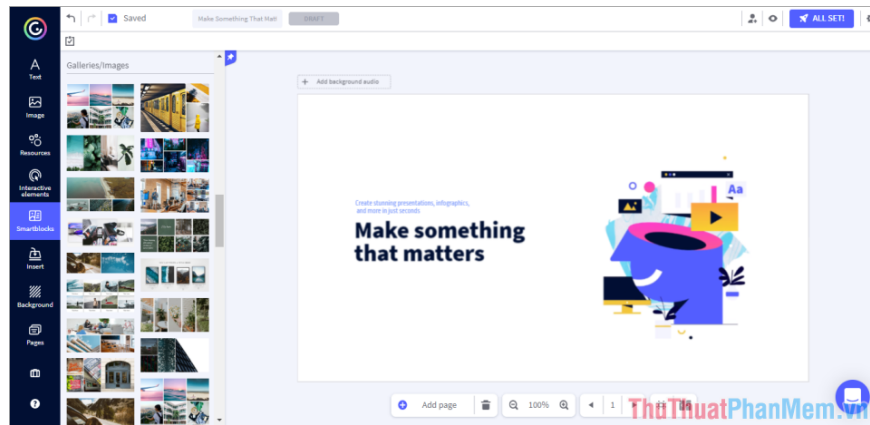 Saved
Make Something That Matt
DRAFT
ALL SET!
Text
Image
Resources
Interactive
elements
Smartblocks
Insert
Background
Pages
Galleries/Images
Add background audio
Create stunning presentations, infographics,
and more in just seconds
Make something
that matters
Aa
Add page
100%
1
ThuThuatPhanMem.vn